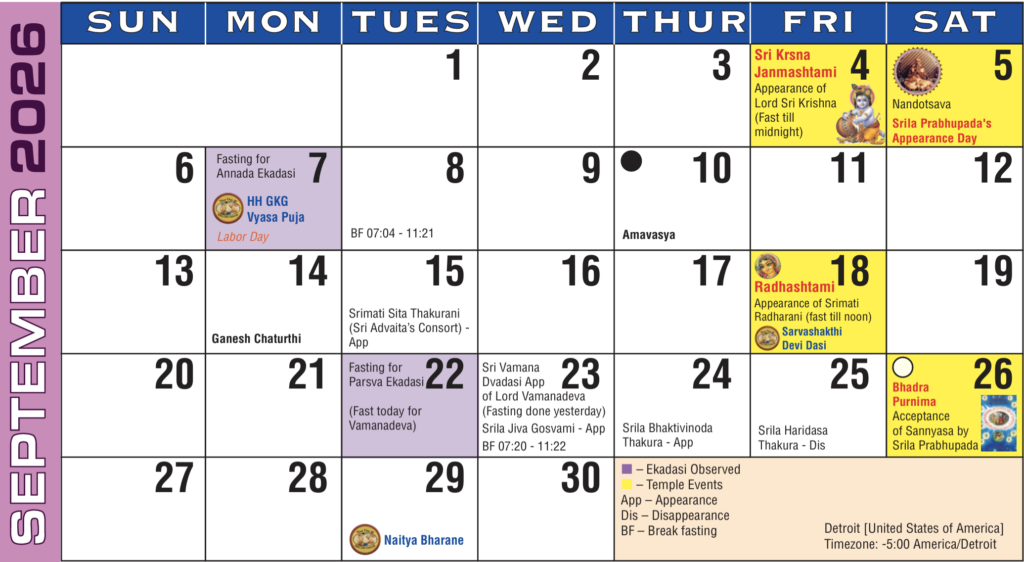 SEPTEMBER 2026
SUN MON TUES WED THUR FRI SAT
1
2
3
Sri Krsna
Janmashtami
4
Appearance of
Lord Sri Krishna
(Fast till
midnight)
5
Nandotsava
Srila Prabhupada's
Appearance Day
6
Fasting for
Annada Ekadasi
7
HH GKG
Vyasa Puja
Labor Day
8
BF 07:04 - 11:21
9
10
Amavasya
11
12
13
14
Ganesh Chaturthi
15
Srimati Sita Thakurani
(Sri Advaita's Consort) -
App
16
17
18
Radhashtami
Appearance of Srimati
Radharani (fast till noon)
Sarvashakthi
Devi Dasi
19
20
21
Fasting for
Parsva Ekadasi
22
(Fast today for
Vamanadeva)
Sri Vamana
Dvadasi App
23
of Lord Vamanadeva
(Fasting done yesterday)
Srila Jiva Gosvami - App
BF 07:20 - 11:22
24
Srila Bhaktivinoda
Thakura - App
25
Srila Haridasa
Thakura - Dis
26
Bhadra
Purnima
Acceptance
of Sannyasa by
Srila Prabhupada
27
28
29
Naitya Bharane
30
– Ekadasi Observed
– Temple Events
App – Appearance
Dis – Disappearance
BF – Break fasting
Detroit [United States of America]
Timezone: -5:00 America/Detroit